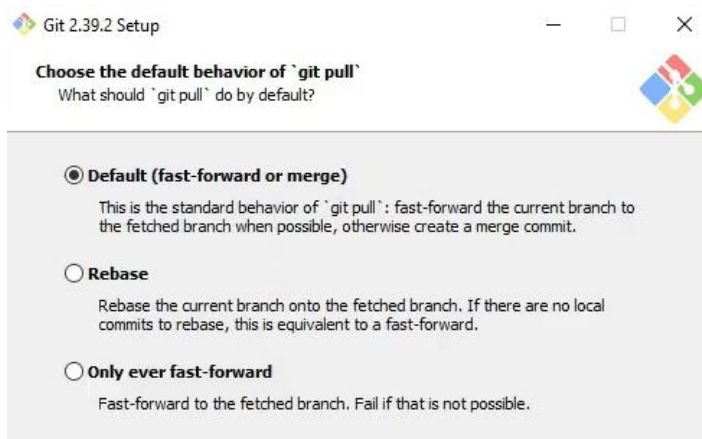 Git 2.39.2 Setup
Choose the default behavior of `git pull`
What should `git pull` do by default?
Default (fast-forward or merge)
This is the standard behavior of `git pull`: fast-forward the current branch to
the fetched branch when possible, otherwise create a merge commit.
Rebase
Rebase the current branch onto the fetched branch. If there are no local
commits to rebase, this is equivalent to a fast-forward.
Only ever fast-forward
Fast-forward to the fetched branch. Fail if that is not possible.